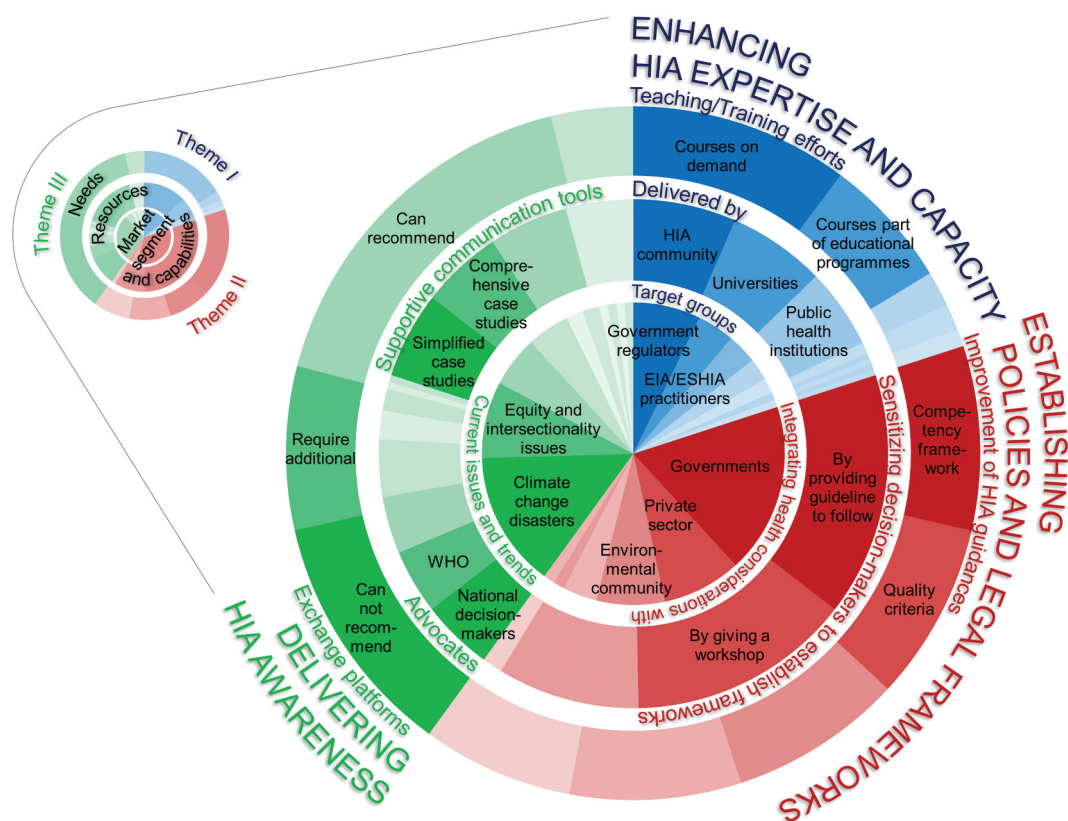 Theme I
Theme II
Theme III
Needs
Resources
and capabilities
Market
segment
ENHANCING
HIA EXPERTISE AND CAPACITY
Teaching/Training efforts
Courses on
demand
Courses part
of educational
programmes
Delivered by
HIA
community
Universities
Public
health
institutions
Target groups
Government
regulators
EIA/ESHIA
practitioners
ESTABLISHING
POLICIES AND LEGAL FRAMEWORKS
Improvement of HIA guidances
Compe-
tency frame-
work
Quality
criteria
Sensitizing decision-makers to establish frameworks
By
providing
guideline
to follow
By giving a
workshop
Integrating health considerations with
Governments
Private
sector
Environ-
mental
community
DELIVERING
HIA AWARENESS
Exchange platforms
Can
not
recom-
mend
Require
additional
Can
recommend
Advocates
National
decision-
makers
WHO
Supportive communication tools
Simplified
case
studies
Compre-
hensive
case
studies
Current issues and trends
Climate
change
disasters
Equity and
intersectionality
issues